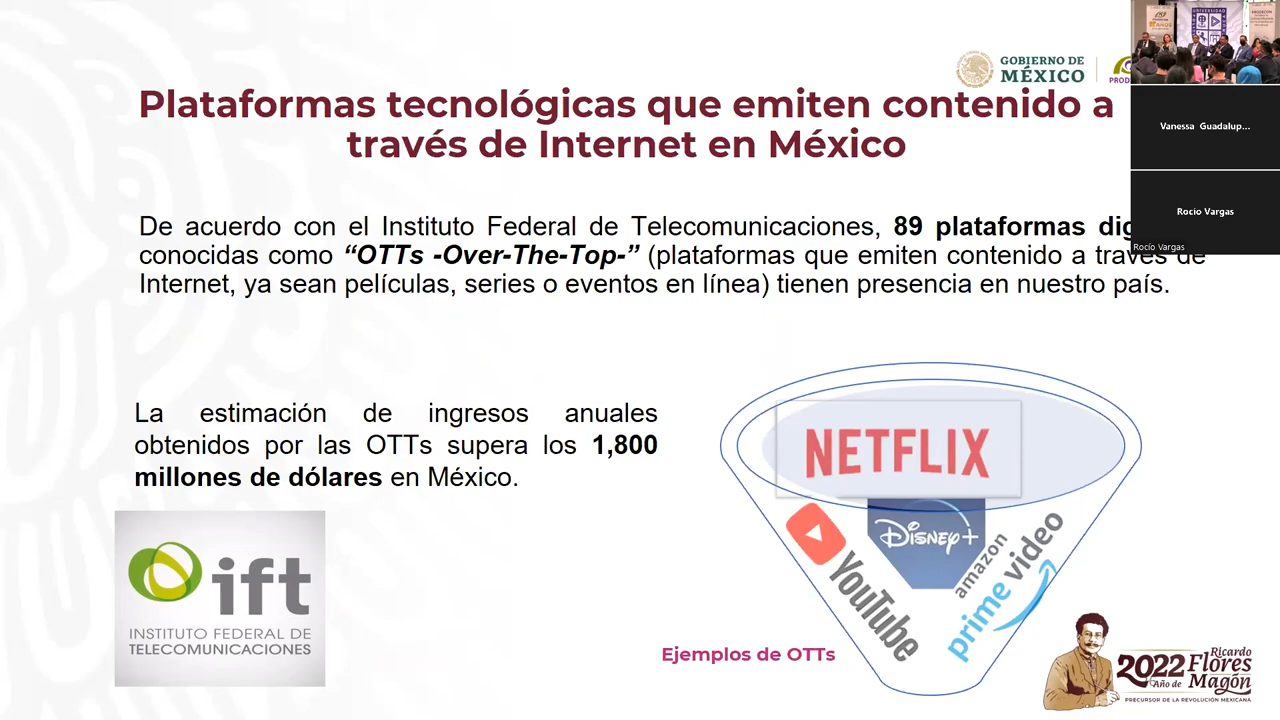 GOBIERNO DE
MÉXICO
Plataformas tecnológicas que emiten contenido a
través de Internet en México
Vanessa Guadalup...
Rocío Vargas
Rocío Vargas
De acuerdo con el Instituto Federal de Telecomunicaciones, 89 plataformas
conocidas como “OTTs -Over-The-Top-” (plataformas que emiten contenido a través de
Internet, ya sean películas, series o eventos en línea) tienen presencia en nuestro país.
La estimación de ingresos anuales
obtenidos por las OTTs supera los 1,800
millones de dólares en México.
NETFLIX
DISNEY+
YouTube
amazon
prime video
ift
INSTITUTO FEDERAL DE
TELECOMUNICACIONES
Ejemplos de OTTs
2022 Ricardo
Flores
Año de Magón
PRECURSOR DE LA REVOLUCIÓN MEXICANA